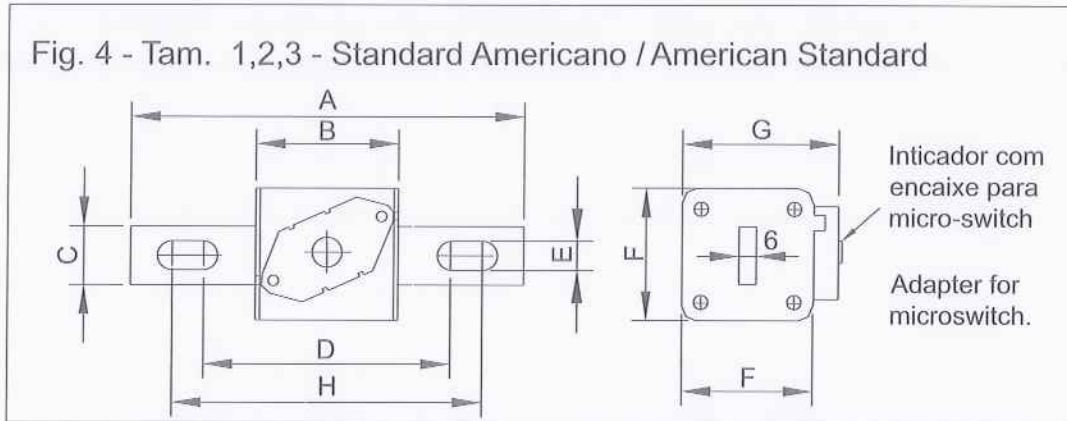 Fig. 4 - Tam. 1,2,3 - Standard Americano / American Standard
A
B
C
E
D
H
G
F
6
F
Inticador com
encaixe para
micro-switch
Adapter for
microswitch.